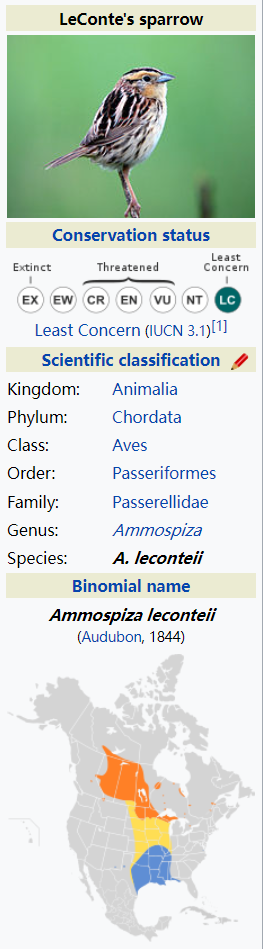 LeConte's sparrow
Conservation status
Extinct
Threatened
Least
Concern
EX EW CR EN VU NT LC
Least Concern (IUCN 3.1)[1]
Scientific classification
Kingdom: Animalia
Phylum: Chordata
Class: Aves
Order: Passeriformes
Family: Passerellidae
Genus: Ammospiza
Species: A. leconteii
Binomial name
Ammospiza leconteii
(Audubon, 1844)